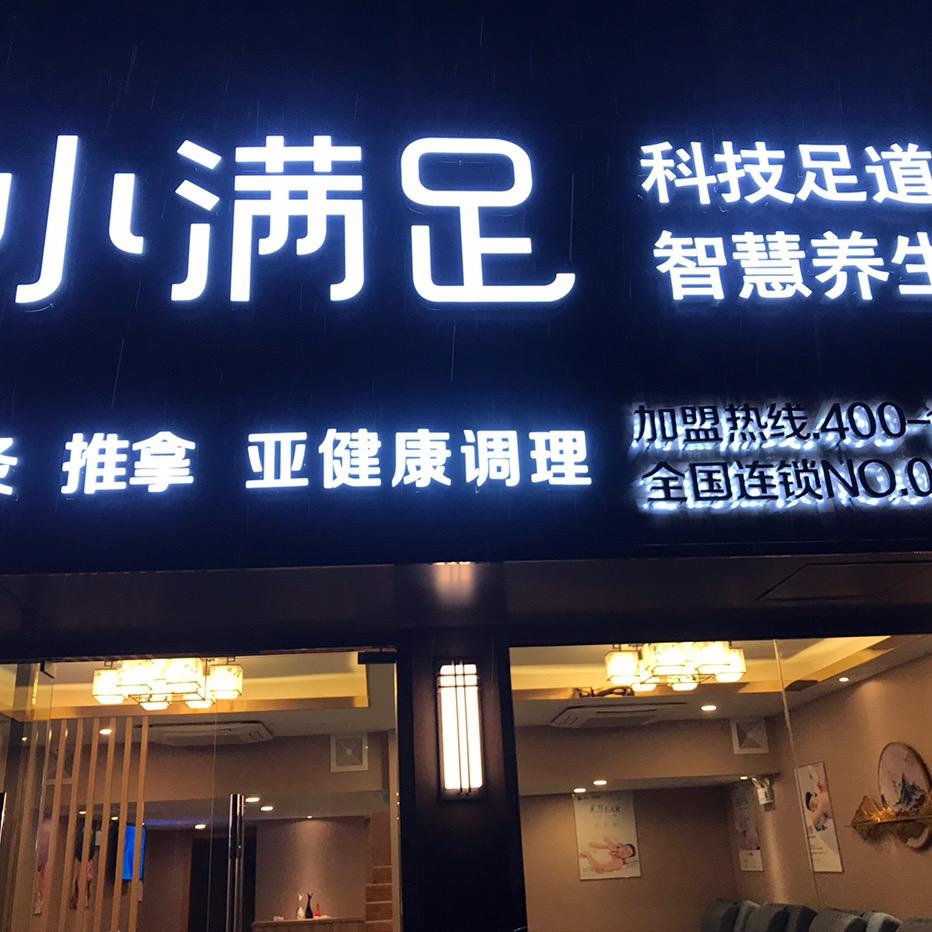 小满足
科技足道
智慧养生
推拿 亚健康调理
加盟热线:400-
全国连锁NO.0